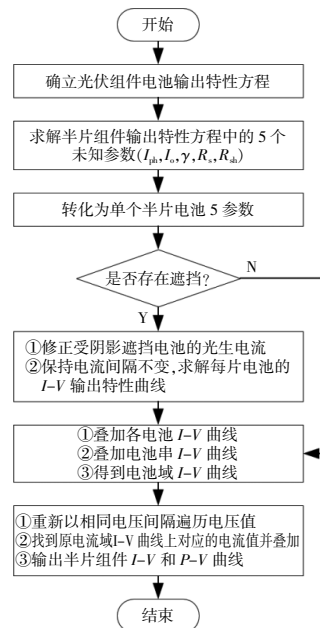 开始
确立光伏组件电池输出特性方程
求解半片组件输出特性方程中的 5 个
未知参数(Iph,Io,γ,Rs,Rsh)
转化为单个半片电池 5 参数
是否存在遮挡?
N
Y
①修正受阴影遮挡电池的光生电流
②保持电流间隔不变,求解每片电池的
I-V 输出特性曲线
①叠加各电池 I-V 曲线
②叠加电池串 I-V 曲线
③得到电池域 I-V 曲线
①重新以相同电压间隔遍历电压值
②找到原电流域I-V 曲线上对应的电流值并叠加
③输出半片组件 I-V 和 P-V 曲线
结束